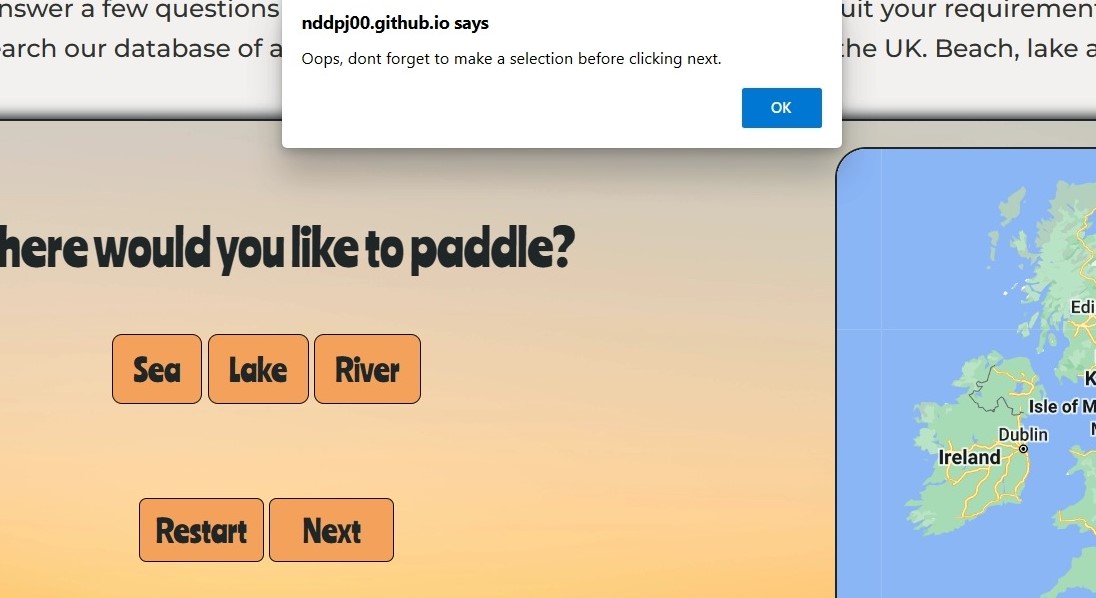 nswer a few questions
nddpj00.github.io says
uit your requirement
earch our database of a
Oops, dont forget to make a selection before clicking next.
the UK. Beach, lake a
OK
here would you like to paddle?
Sea
Lake
River
Restart
Next
Edi
K
Isle of M
N
Dublin
Ireland